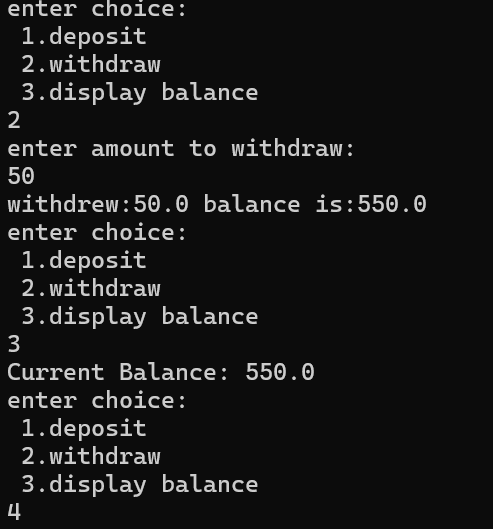 enter choice:
 1.deposit
 2.withdraw
 3.display balance
2
enter amount to withdraw:
50
withdrew:50.0 balance is:550.0
enter choice:
 1.deposit
 2.withdraw
 3.display balance
3
Current Balance: 550.0
enter choice:
 1.deposit
 2.withdraw
 3.display balance
4